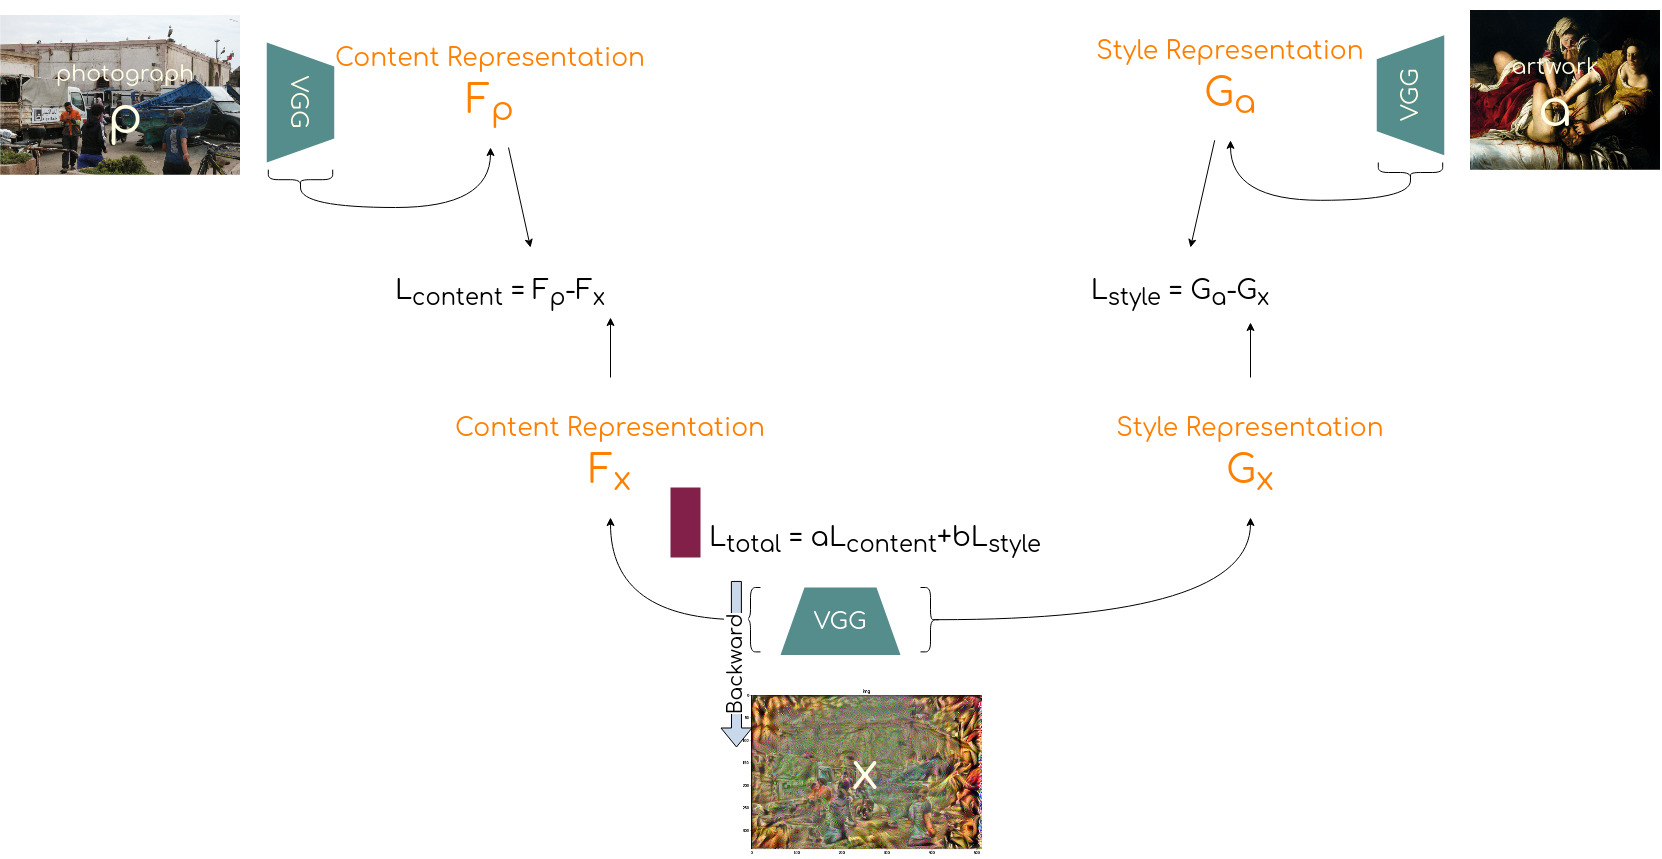 photograph
p
VGG
Content Representation
Fp
Style Representation
Ga
VGG
artwork
a
Lcontent = Fp-Fx
Lstyle = Ga-Gx
Content Representation
Fx
Style Representation
Gx
Ltotal = aLcontent+bLstyle
VGG
Backward
img
x